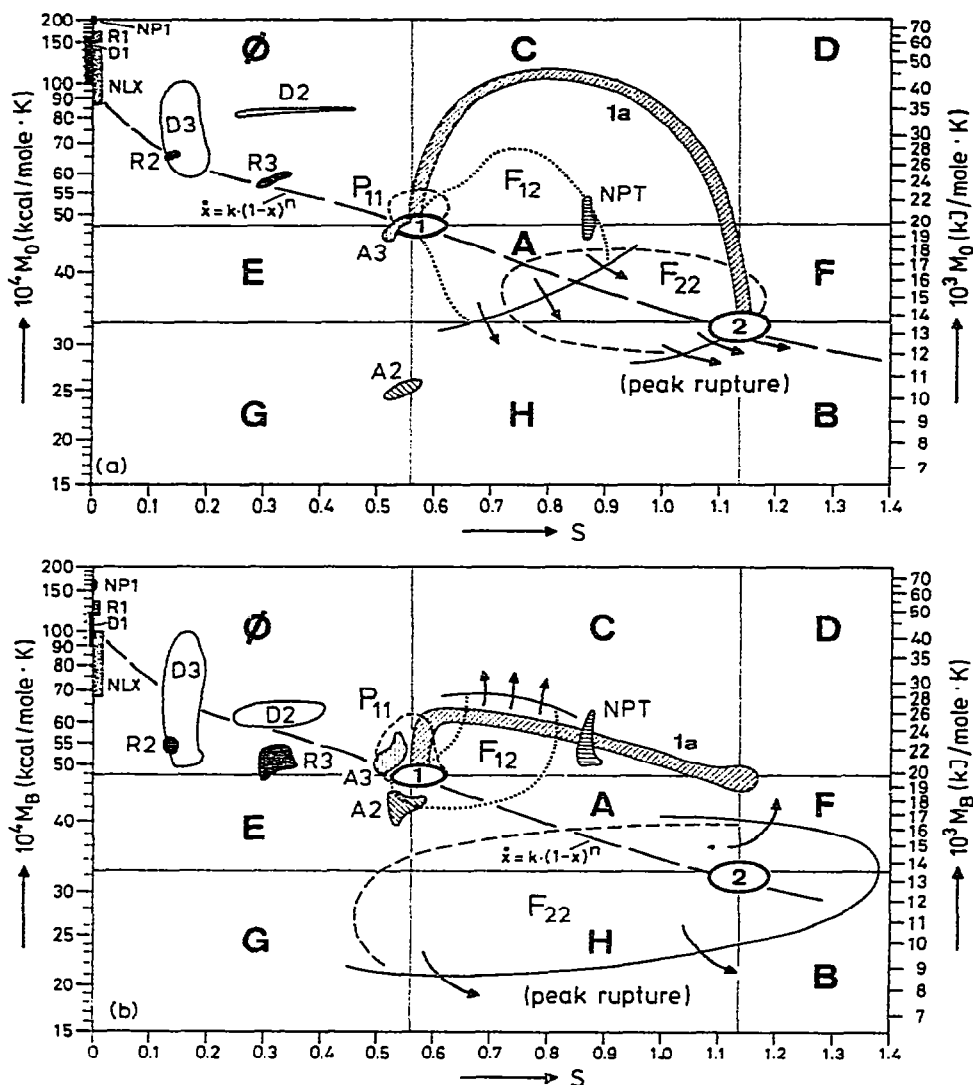 200
150
100
90
80
70
60
50
40
30
25
20
15
→ 10⁴M₀ (kcal/mole · K)
NP1
R1
D1
NLX
Ø
C
D
D3
D2
1a
R2
R3
P₁₁
F₁₂
NPT
ẋ=k·(1-x)ⁿ
1
A3
A
E
F₂₂
F
2
A2
(peak rupture)
G
H
B
(a)
70
60
50
45
40
35
30
28
26
24
22
20
19
18
17
16
15
14
13
12
11
10
9
8
7
→ 10³M₀ (kJ/mole · K)
0 0.1 0.2 0.3 0.4 0.5 0.6 0.7 0.8 0.9 1.0 1.1 1.2 1.3 1.4
→ S
200
150
100
90
80
70
60
55
50
40
30
25
20
15
→ 10⁴M_B (kcal/mole · K)
NP1
R1
D1
NLX
Ø
C
D
D3
D2
P₁₁
NPT
R2
R3
A3
F₁₂
1a
1
A2
E
A
F
ẋ=k·(1-x)ⁿ
2
F₂₂
G
H
B
(peak rupture)
(b)
70
60
50
45
40
35
30
28
26
24
22
20
19
18
17
16
15
14
13
12
11
10
9
8
7
→ 10³M_B (kJ/mole · K)
0 0.1 0.2 0.3 0.4 0.5 0.6 0.7 0.8 0.9 1.0 1.1 1.2 1.3 1.4
→ S